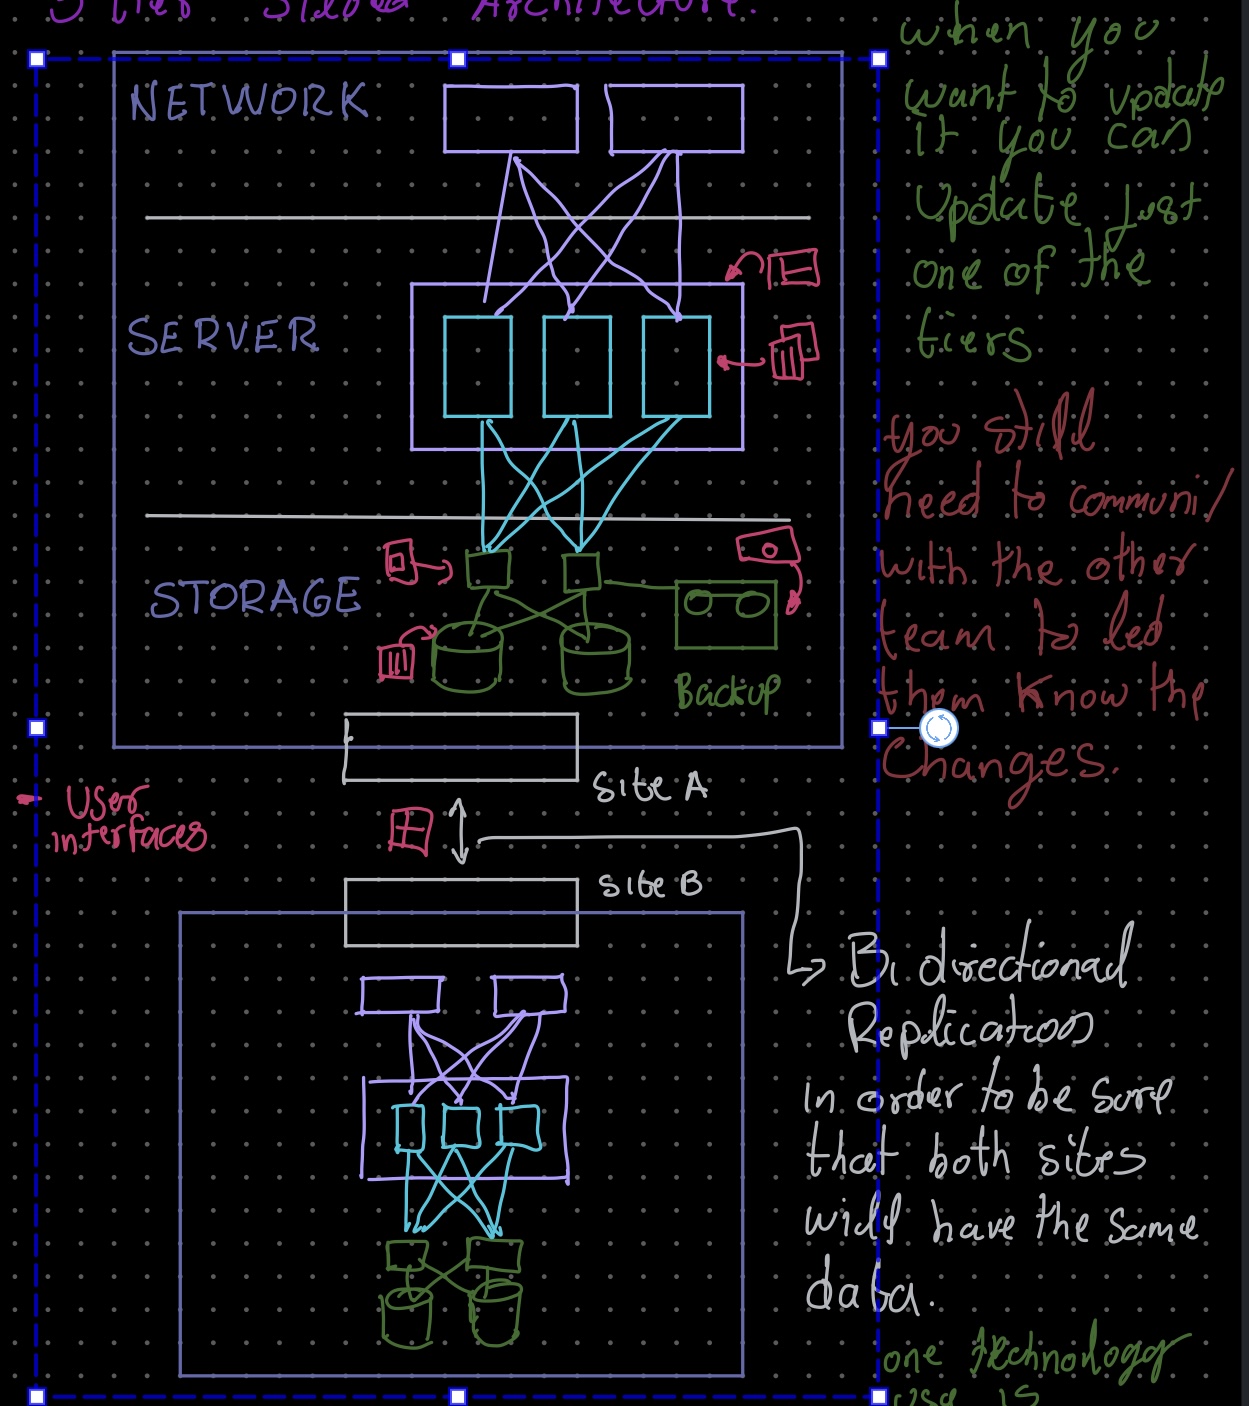 3 tier Siloed Architecture.
NETWORK
SERVER
STORAGE
Backup
Site A
- User
interfaces
Site B
when you
want to update
it you can
Update Just
one of the
tiers
you still
need to communi/
with the other
team to led
them Know the
Changes.
Bi directional
Replication
in order to be sure
that both sites
will have the same
data.
one technology
use is